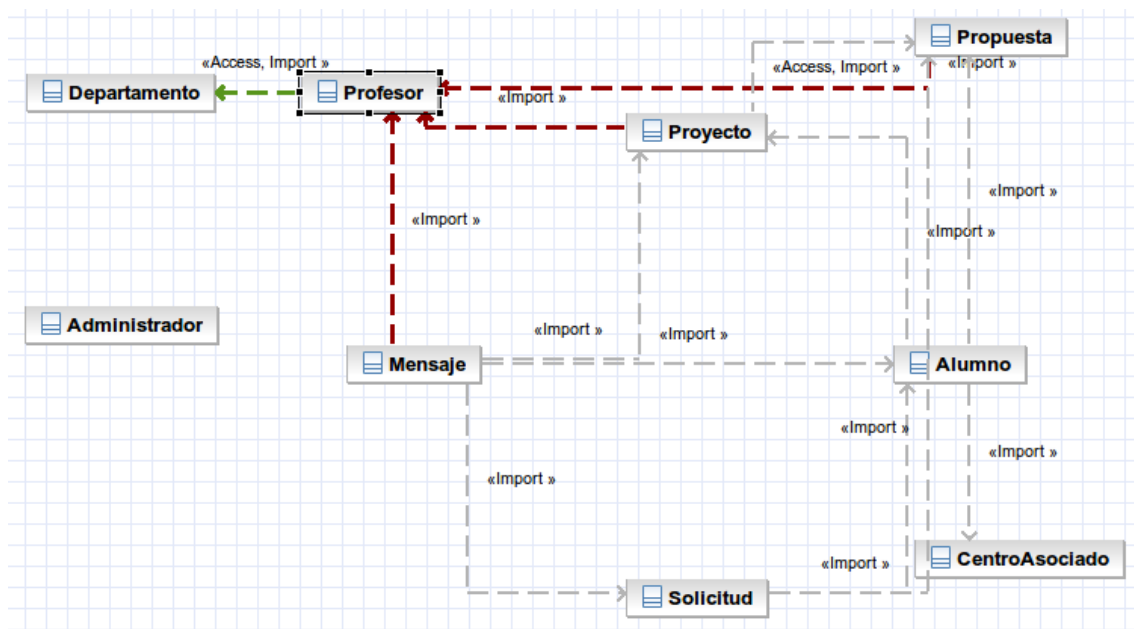 Propuesta
«Access, Import »
«Access, Import »
«Import »
Departamento
Profesor
«Import »
Proyecto
«Import »
«Import »
«Import »
Administrador
«Import »
«Import »
Mensaje
Alumno
«Import »
«Import »
«Import »
CentroAsociado
«Import »
Solicitud